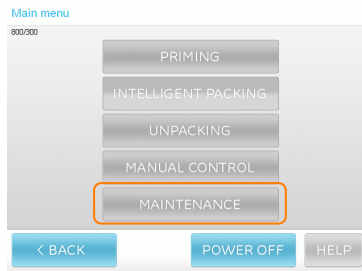 Main menu
800/300
PRIMING
INTELLIGENT PACKING
UNPACKING
MANUAL CONTROL
MAINTENANCE
< BACK
POWER OFF
HELP